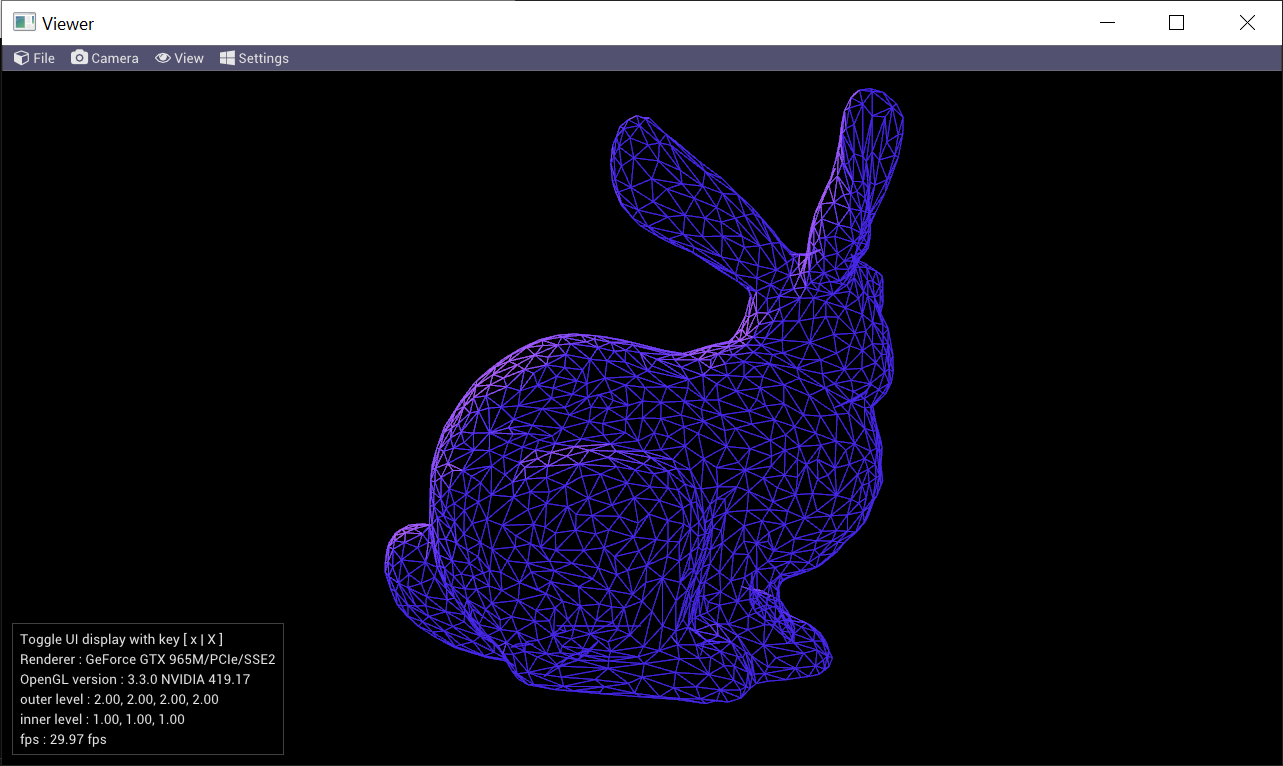 Viewer
File Camera View Settings
Toggle UI display with key [ x | X ]
Renderer : GeForce GTX 965M/PCIe/SSE2
OpenGL version : 3.3.0 NVIDIA 419.17
outer level : 2.00, 2.00, 2.00, 2.00
inner level : 1.00, 1.00, 1.00
fps : 29.97 fps